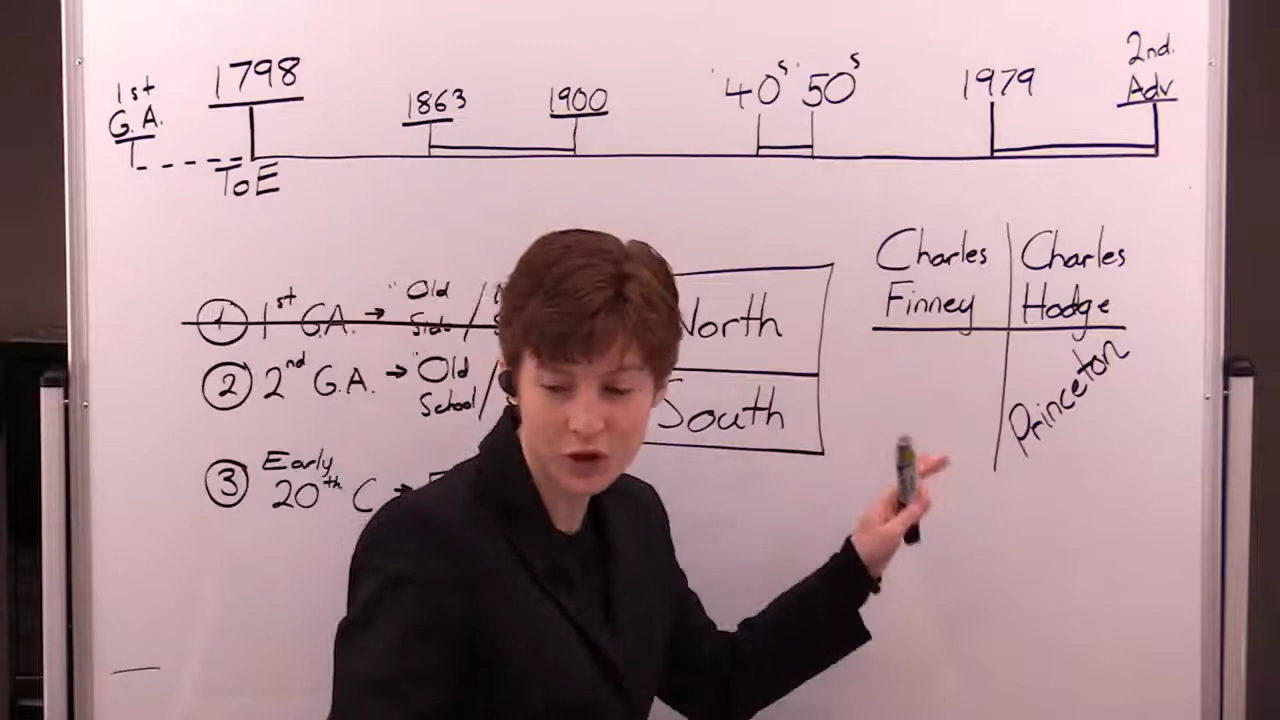 1st
G.A.
1798
ToE
1863
1900
'40s '50s
1979
2nd.
Adv
① 1st G.A. → "Old
Side /
② 2nd G.A. → "Old
School /
③ Early
20th C →
North
South
Charles
Finney
Charles
Hodge
Princeton